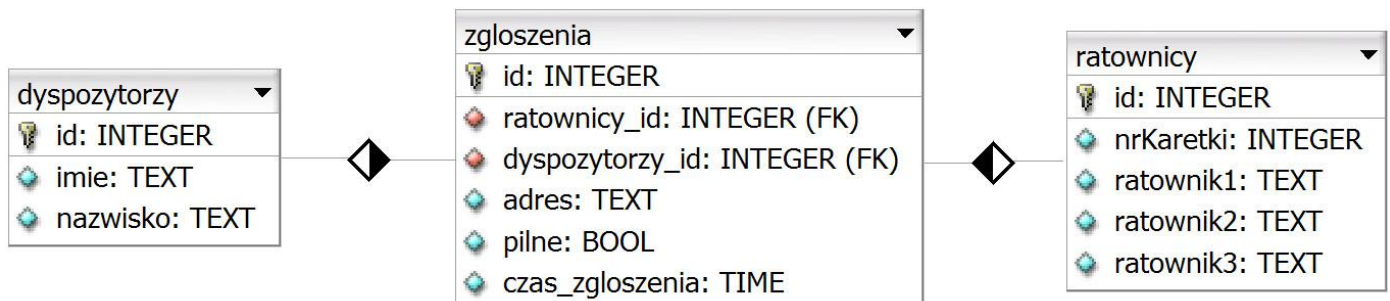 dyspozytorzy
id: INTEGER
imie: TEXT
nazwisko: TEXT
zgloszenia
id: INTEGER
ratownicy_id: INTEGER (FK)
dyspozytorzy_id: INTEGER (FK)
adres: TEXT
pilne: BOOL
czas_zgloszenia: TIME
ratownicy
id: INTEGER
nrKaretki: INTEGER
ratownik1: TEXT
ratownik2: TEXT
ratownik3: TEXT